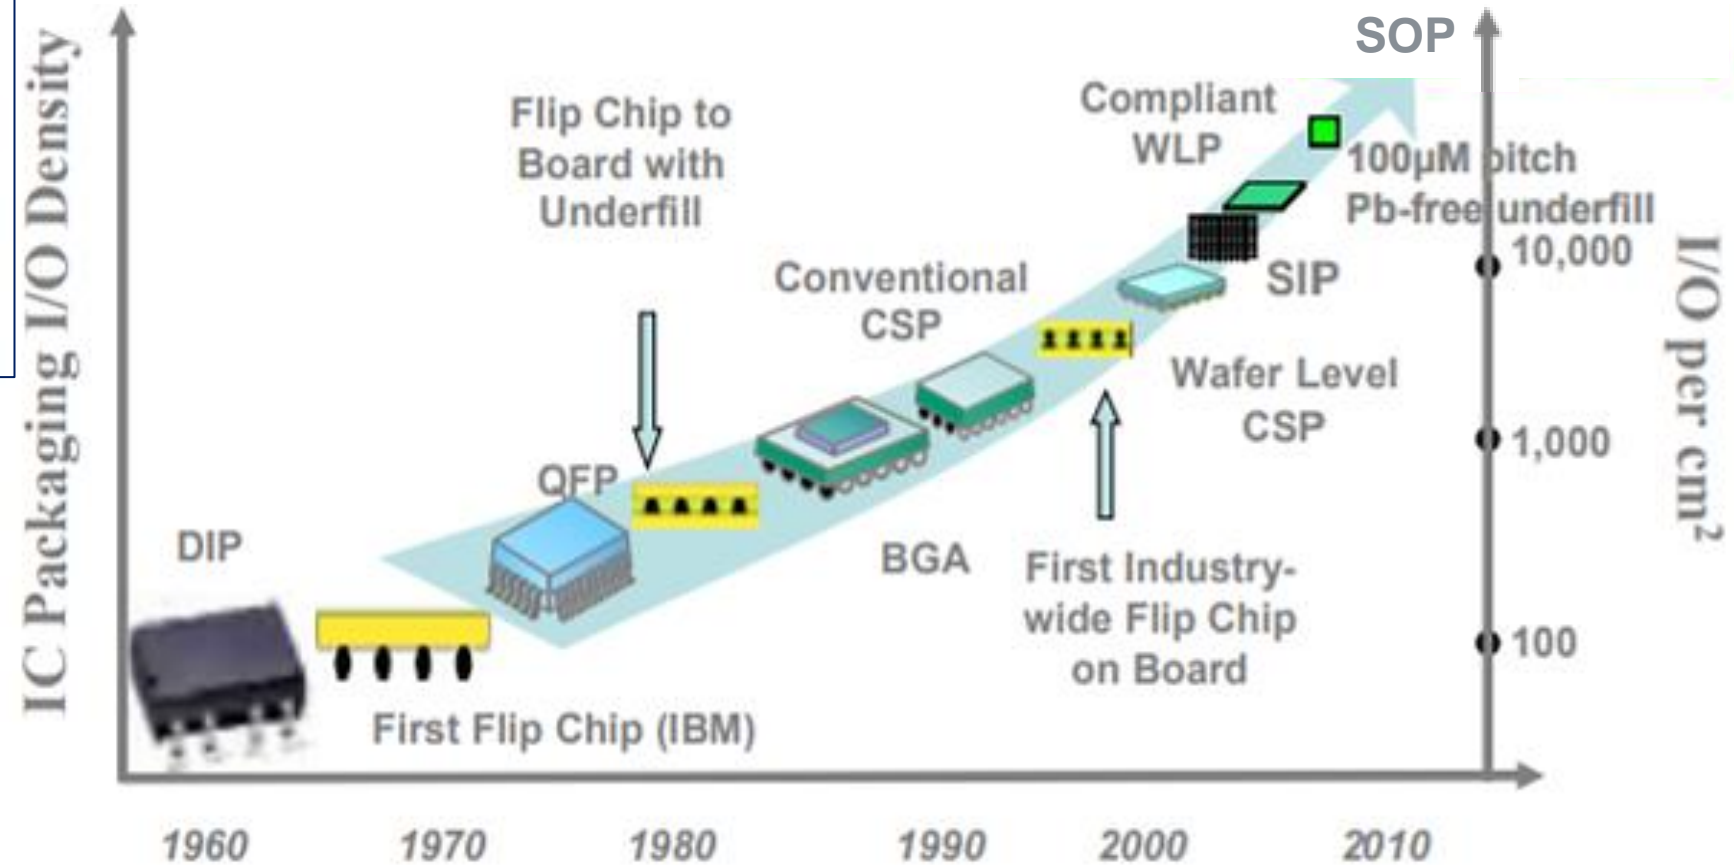 IC Packaging I/O Density
SOP
Compliant
WLP
Flip Chip to
Board with
Underfill
100µM pitch
Pb-free underfill
10,000
I/O per cm²
SIP
Conventional
CSP
Wafer Level
CSP
1,000
QFP
DIP
BGA
First Industry-
wide Flip Chip
on Board
100
First Flip Chip (IBM)
1960 1970 1980 1990 2000 2010